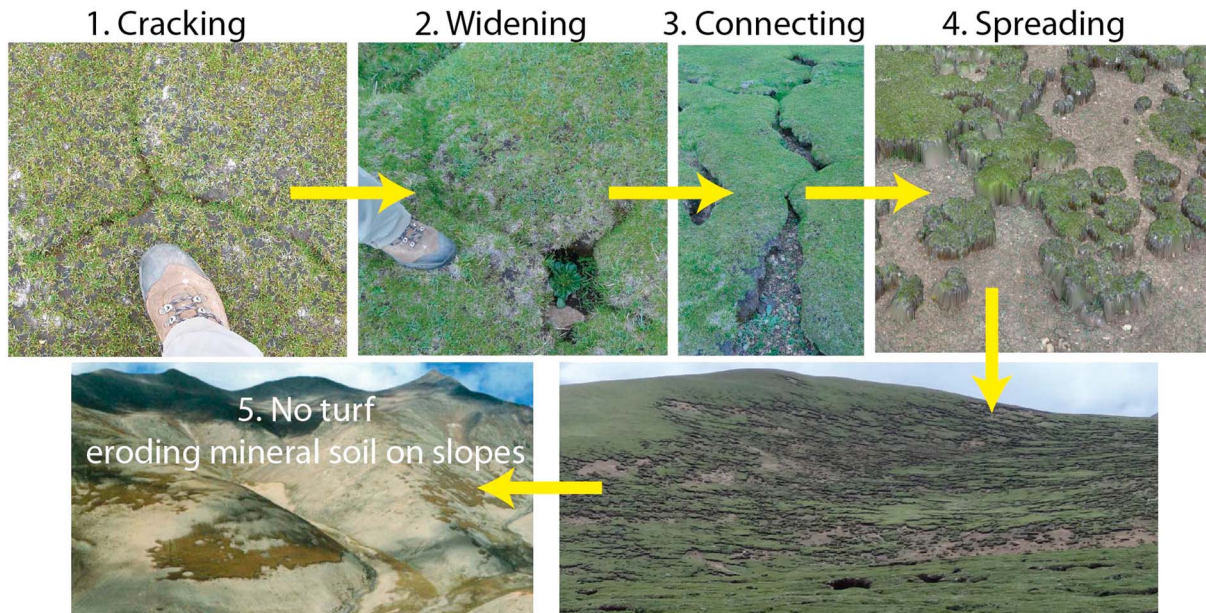 1. Cracking
2. Widening
3. Connecting
4. Spreading
5. No turf
eroding mineral soil on slopes